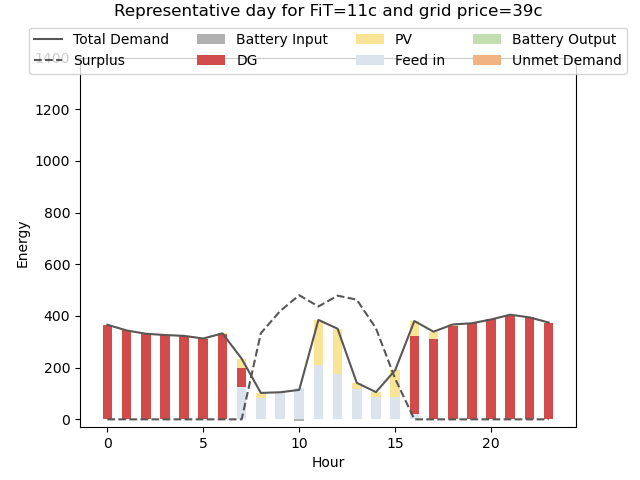 Representative day for FiT=11c and grid price=39c
Total Demand Battery Input PV Battery Output
Surplus DG Feed in Unmet Demand
1400
1200
1000
800
600
400
200
0
Energy
0 5 10 15 20
Hour